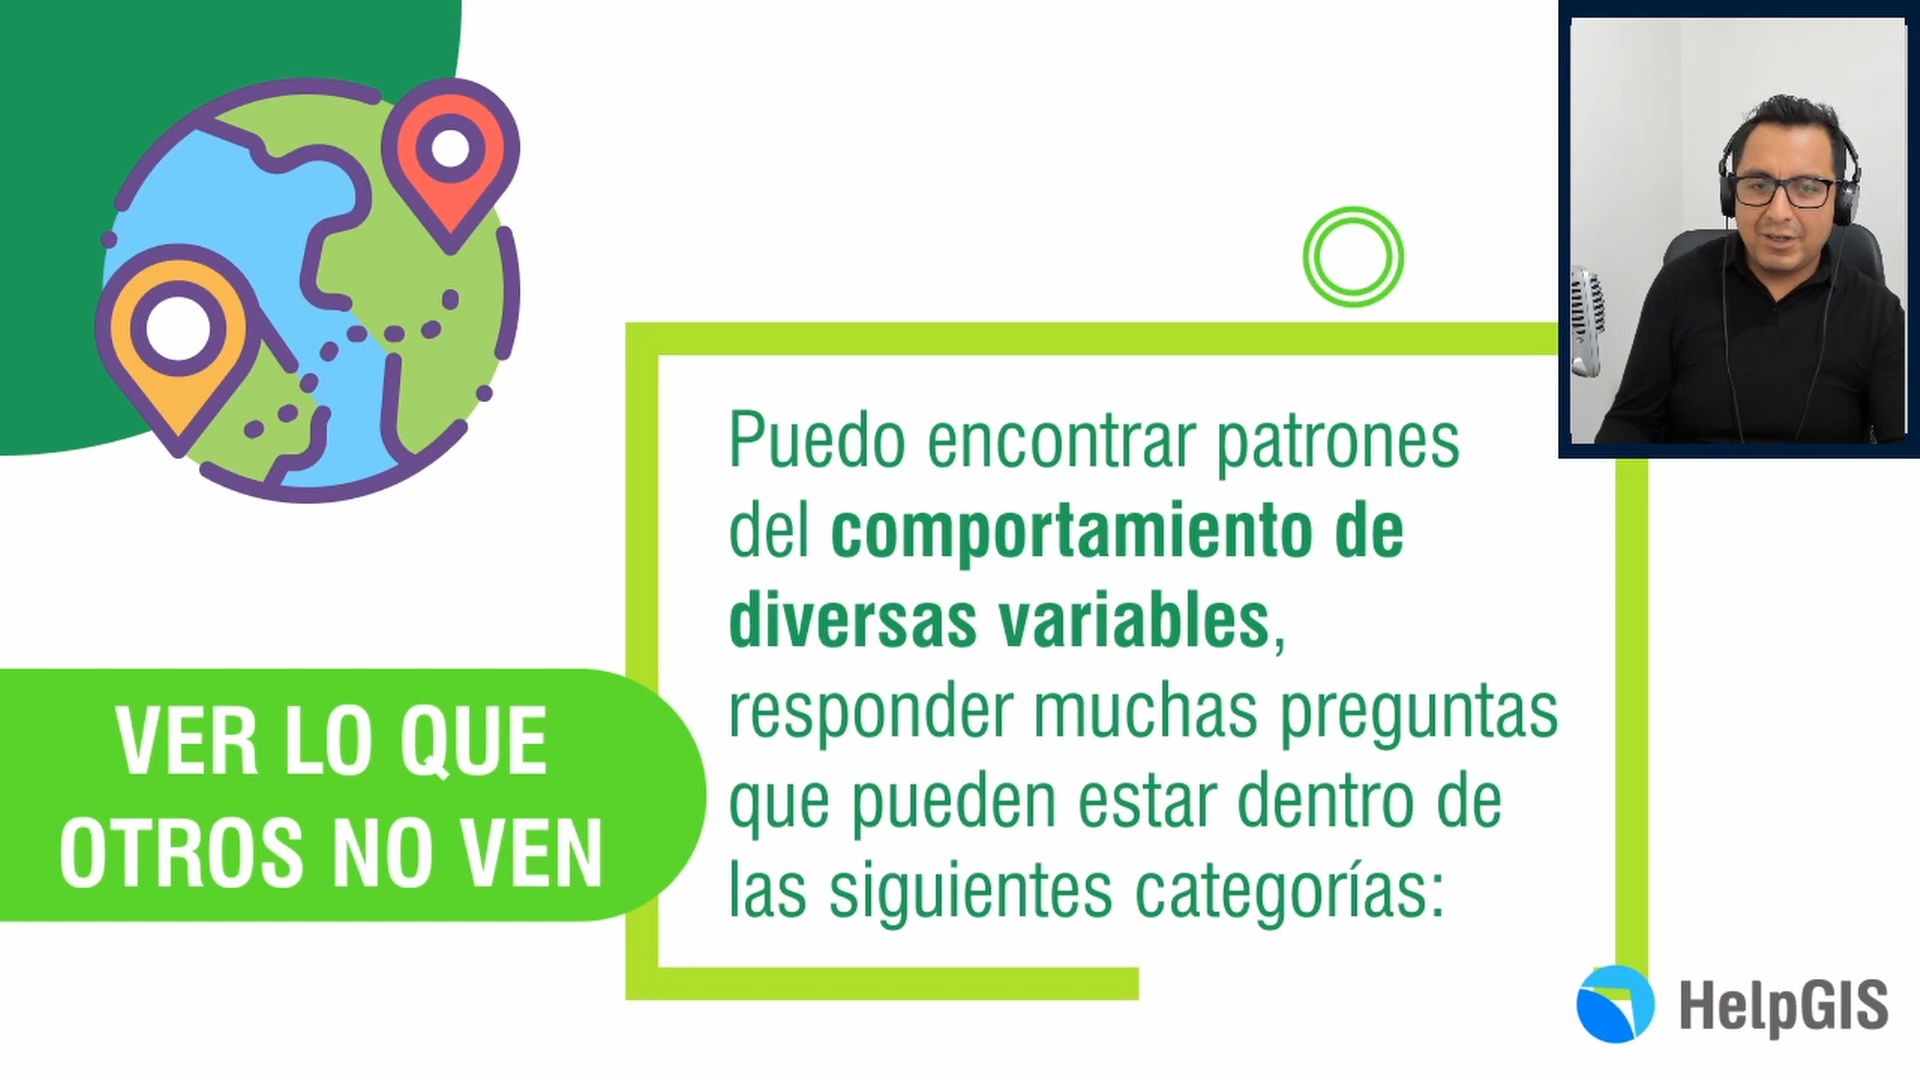 VER LO QUE
OTROS NO VEN
Puedo encontrar patrones
del comportamiento de
diversas variables,
responder muchas preguntas
que pueden estar dentro de
las siguientes categorías:
HelpGIS